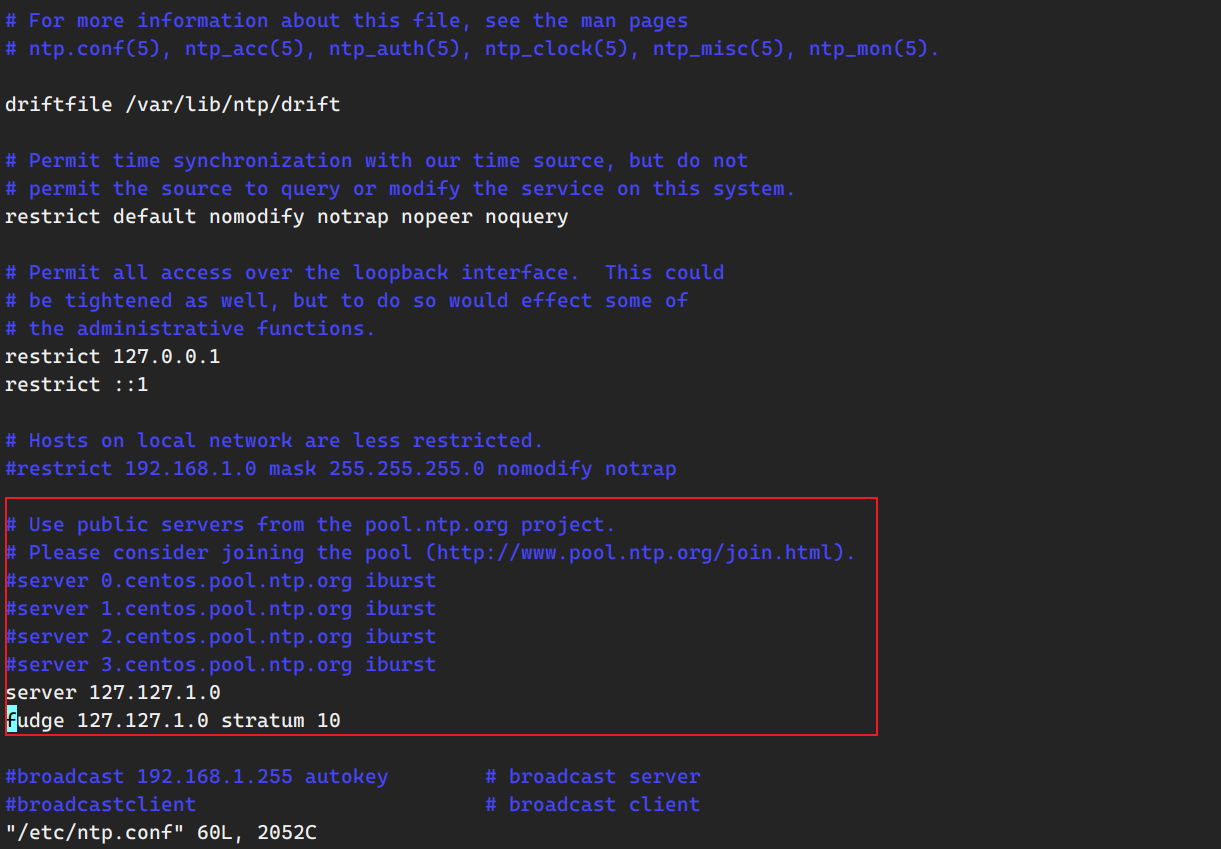 # For more information about this file, see the man pages
# ntp.conf(5), ntp_acc(5), ntp_auth(5), ntp_clock(5), ntp_misc(5), ntp_mon(5).
driftfile /var/lib/ntp/drift
# Permit time synchronization with our time source, but do not
# permit the source to query or modify the service on this system.
restrict default nomodify notrap nopeer noquery
# Permit all access over the loopback interface.  This could
# be tightened as well, but to do so would effect some of
# the administrative functions.
restrict 127.0.0.1
restrict ::1
# Hosts on local network are less restricted.
#restrict 192.168.1.0 mask 255.255.255.0 nomodify notrap
# Use public servers from the pool.ntp.org project.
# Please consider joining the pool (http://www.pool.ntp.org/join.html).
#server 0.centos.pool.ntp.org iburst
#server 1.centos.pool.ntp.org iburst
#server 2.centos.pool.ntp.org iburst
#server 3.centos.pool.ntp.org iburst
server 127.127.1.0
fudge 127.127.1.0 stratum 10
#broadcast 192.168.1.255 autokey        # broadcast server
#broadcastclient                        # broadcast client
"/etc/ntp.conf" 60L, 2052C